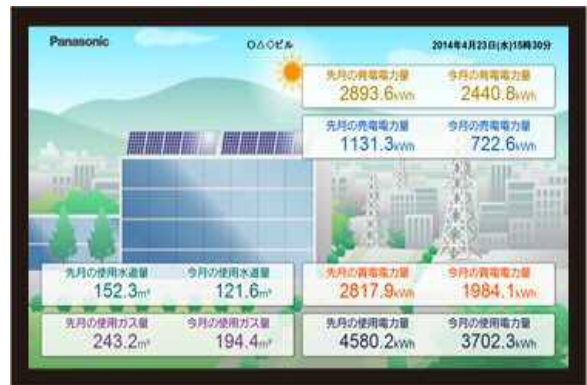 Panasonic
○△◇ビル
2014年4月23日(水)15時30分
先月の発電電力量 今月の発電電力量
2893.6kWh 2440.8kWh
先月の売電電力量 今月の売電電力量
1131.3kWh 722.6kWh
先月の使用水道量 今月の使用水道量
152.3m³ 121.6m³
先月の買電電力量 今月の買電電力量
2817.9kWh 1984.1kWh
先月の使用ガス量 今月の使用ガス量
243.2m³ 194.4m³
先月の使用電力量 今月の使用電力量
4580.2kWh 3702.3kWh